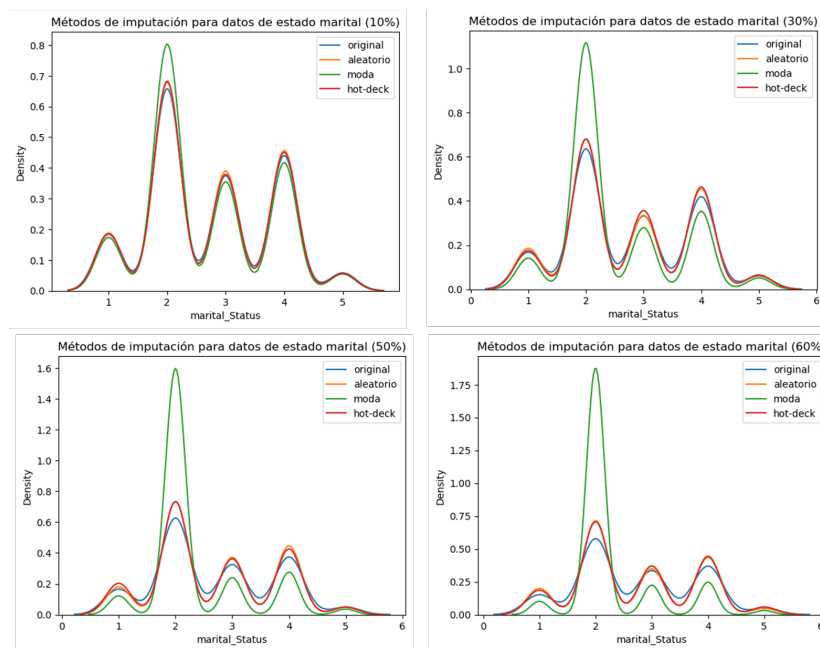 Métodos de imputación para datos de estado marital (10%)
original
aleatorio
moda
hot-deck
Density
0.8
0.7
0.6
0.5
0.4
0.3
0.2
0.1
0.0
1 2 3 4 5
marital_Status
Métodos de imputación para datos de estado marital (30%)
original
aleatorio
moda
hot-deck
Density
1.0
0.8
0.6
0.4
0.2
0.0
0 1 2 3 4 5 6
marital_Status
Métodos de imputación para datos de estado marital (50%)
original
aleatorio
moda
hot-deck
Density
1.6
1.4
1.2
1.0
0.8
0.6
0.4
0.2
0.0
0 1 2 3 4 5 6
marital_Status
Métodos de imputación para datos de estado marital (60%)
original
aleatorio
moda
hot-deck
Density
1.75
1.50
1.25
1.00
0.75
0.50
0.25
0.00
0 1 2 3 4 5 6
marital_Status